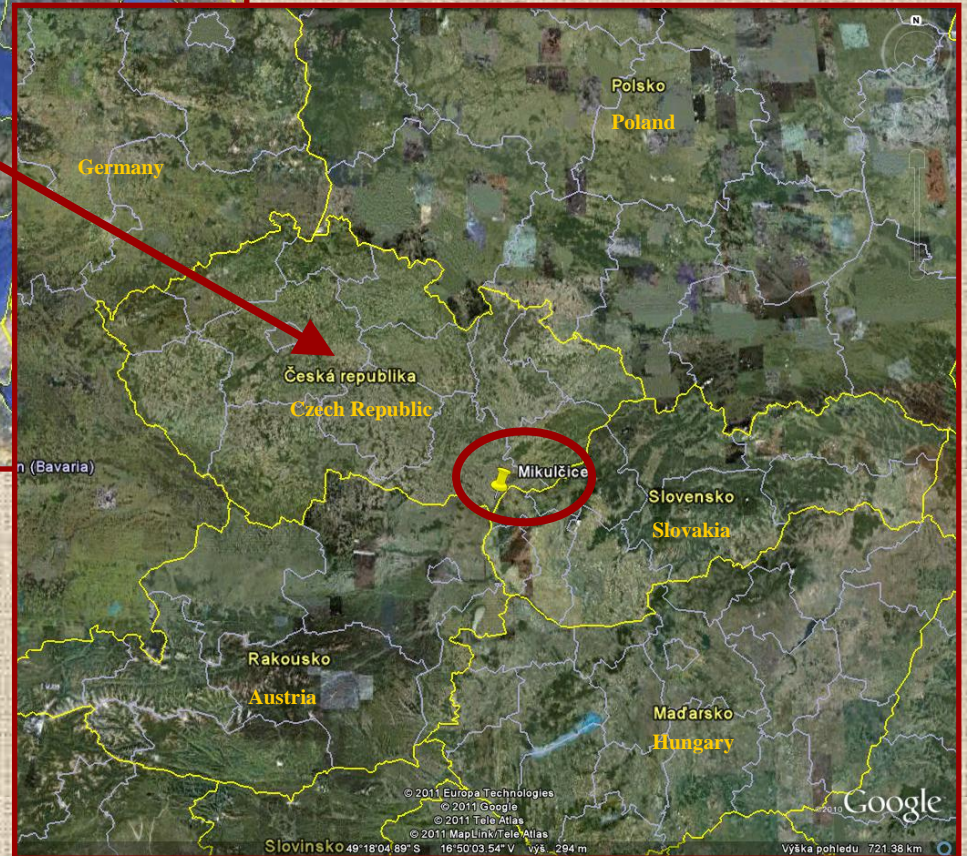 N
Polsko
Poland
Germany
Česká republika
Czech Republic
n (Bavaria)
Mikulčice
Slovensko
Slovakia
Rakousko
Austria
Maďarsko
Hungary
© 2011 Europa Technologies
© 2011 Google
© 2011 Tele Atlas
© 2011 MapLink/Tele Atlas
©2010 Google
Slovinsko 49°18'04.89" S 16°50'03.54" V výš. 294 m Výška pohledu 721.38 km